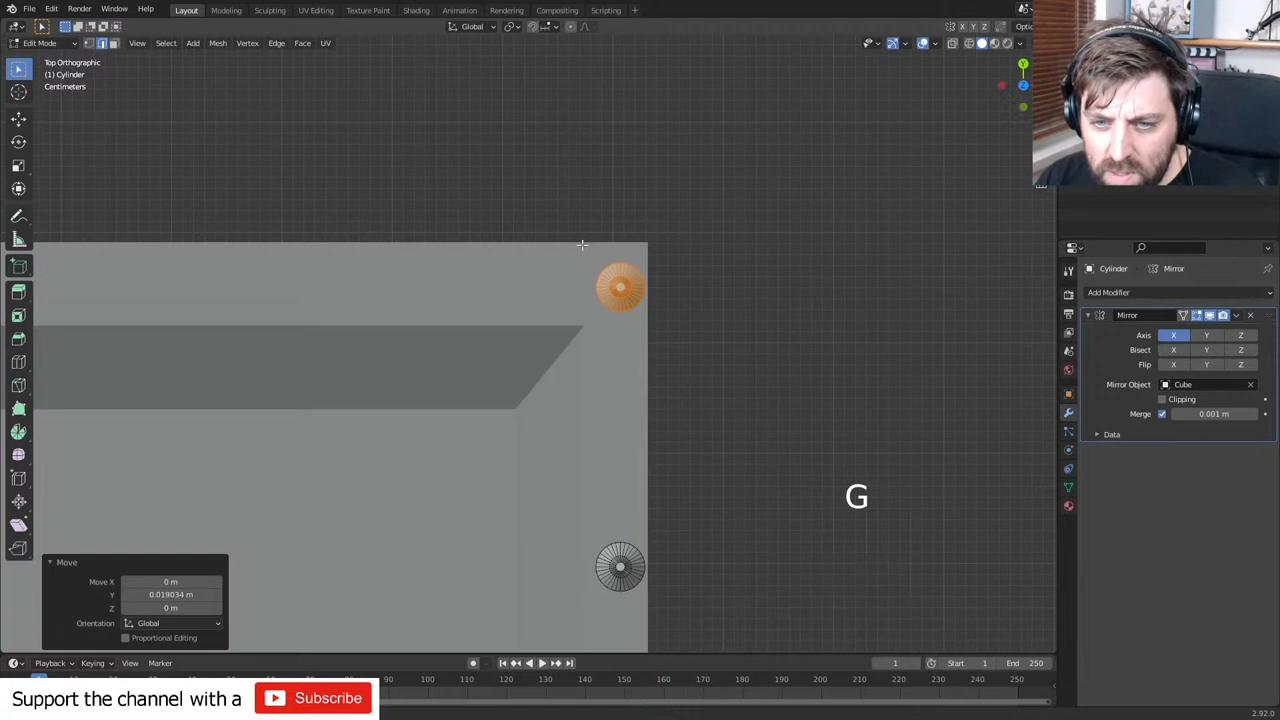 File Edit Render Window Help Layout Modeling Sculpting UV Editing Texture Paint Shading Animation Rendering Compositing Scripting +
Global X Y Z Optio
Edit Mode View Select Add Mesh Vertex Edge Face UV
Top Orthographic
(1) Cylinder
Centimeters
Y
Z
Cylinder Mirror
Add Modifier
Mirror
Axis X Y Z
Bisect X Y Z
Flip X Y Z
Mirror Object Cube
Clipping
Merge 0.001 m
Data
G
Move
Move X 0 m
Y 0.019034 m
Z 0 m
Orientation Global
Proportional Editing
Playback Keying View Marker 1 Start 1 End 250
100 110 120 130 140 150 160 170 180 190 200 210 220 230 240 250
Support the channel with a Subscribe
2.92.0